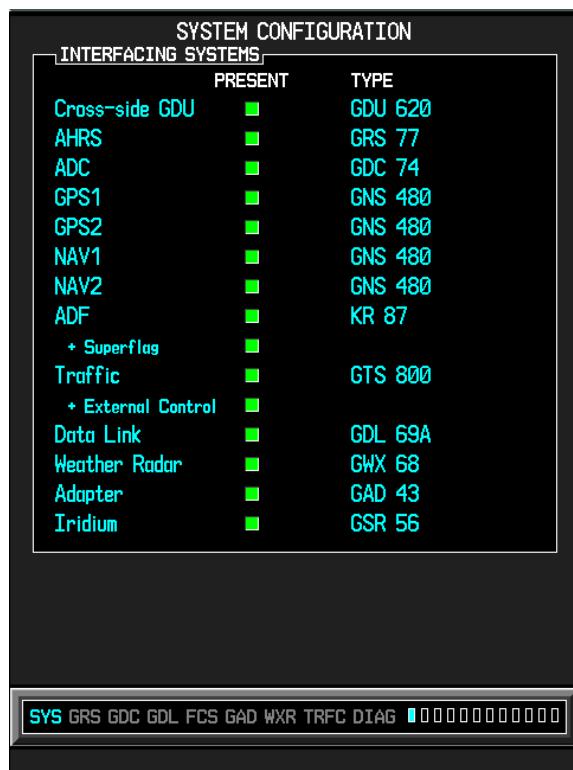 SYSTEM CONFIGURATION
INTERFACING SYSTEMS
PRESENT TYPE
Cross-side GDU GDU 620
AHRS GRS 77
ADC GDC 74
GPS1 GNS 480
GPS2 GNS 480
NAV1 GNS 480
NAV2 GNS 480
ADF KR 87
+ Superflag
Traffic GTS 800
+ External Control
Data Link GDL 69A
Weather Radar GWX 68
Adapter GAD 43
Iridium GSR 56
SYS GRS GDC GDL FCS GAD WXR TRFC DIAG